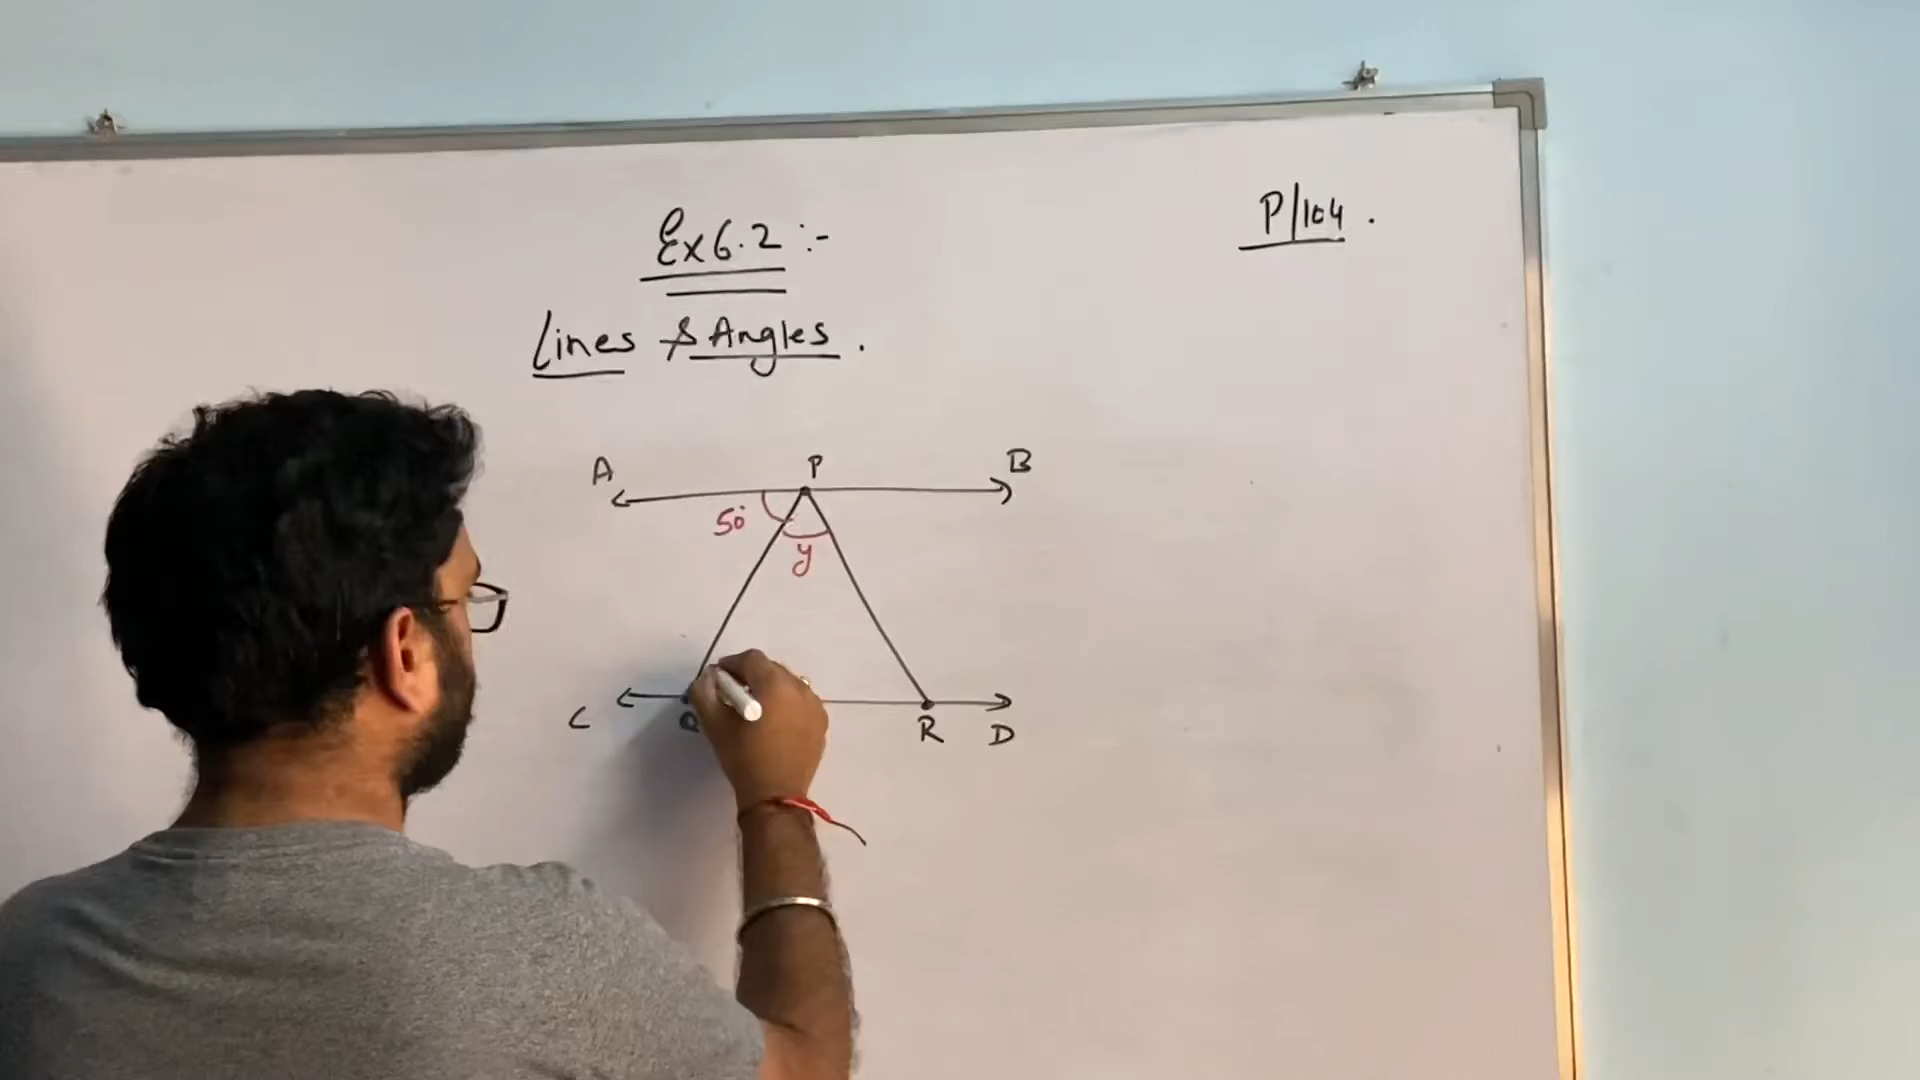 Ex 6.2 :-
P/104.
Lines & Angles.
A P B
50°
y
C Q R D